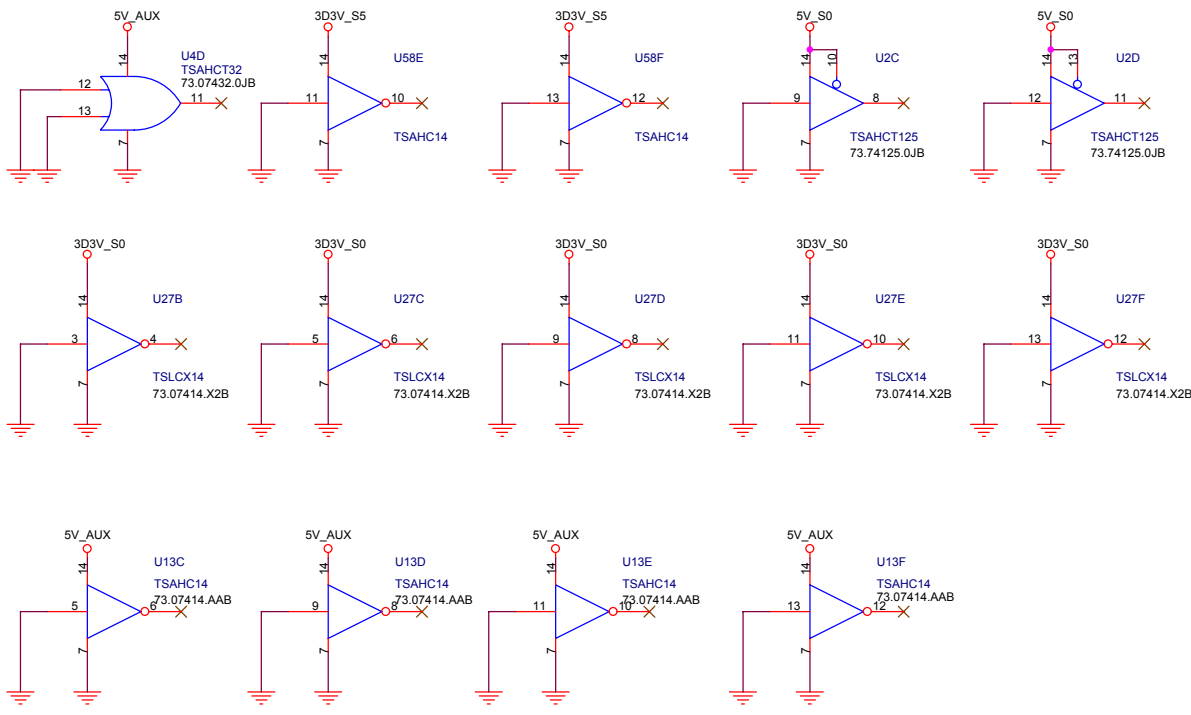 5V_AUX
14
U4D
TSAHCT32
73.07432.0JB
12
13
11
7
3D3V_S5
14
U58E
11
10
7
TSAHC14
3D3V_S5
14
U58F
13
12
7
TSAHC14
5V_S0
14
10
U2C
9
8
7
TSAHCT125
73.74125.0JB
5V_S0
14
13
U2D
12
11
7
TSAHCT125
73.74125.0JB
3D3V_S0
14
U27B
3
4
7
TSLCX14
73.07414.X2B
3D3V_S0
14
U27C
5
6
7
TSLCX14
73.07414.X2B
3D3V_S0
14
U27D
9
8
7
TSLCX14
73.07414.X2B
3D3V_S0
14
U27E
11
10
7
TSLCX14
73.07414.X2B
3D3V_S0
14
U27F
13
12
7
TSLCX14
73.07414.X2B
5V_AUX
14
U13C
TSAHC14
73.07414.AAB
5
6
7
5V_AUX
14
U13D
TSAHC14
73.07414.AAB
9
8
7
5V_AUX
14
U13E
TSAHC14
73.07414.AAB
11
10
7
5V_AUX
14
U13F
TSAHC14
73.07414.AAB
13
12
7